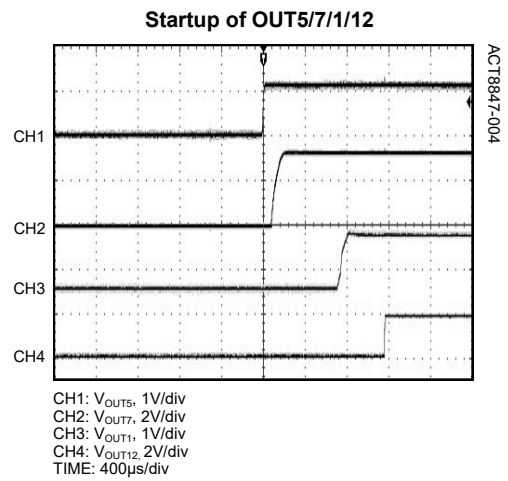 Startup of OUT5/7/1/12
ACT8847-004
CH1
CH2
CH3
CH4
CH1: VOUT5, 1V/div
CH2: VOUT7, 2V/div
CH3: VOUT1, 1V/div
CH4: VOUT12, 2V/div
TIME: 400µs/div